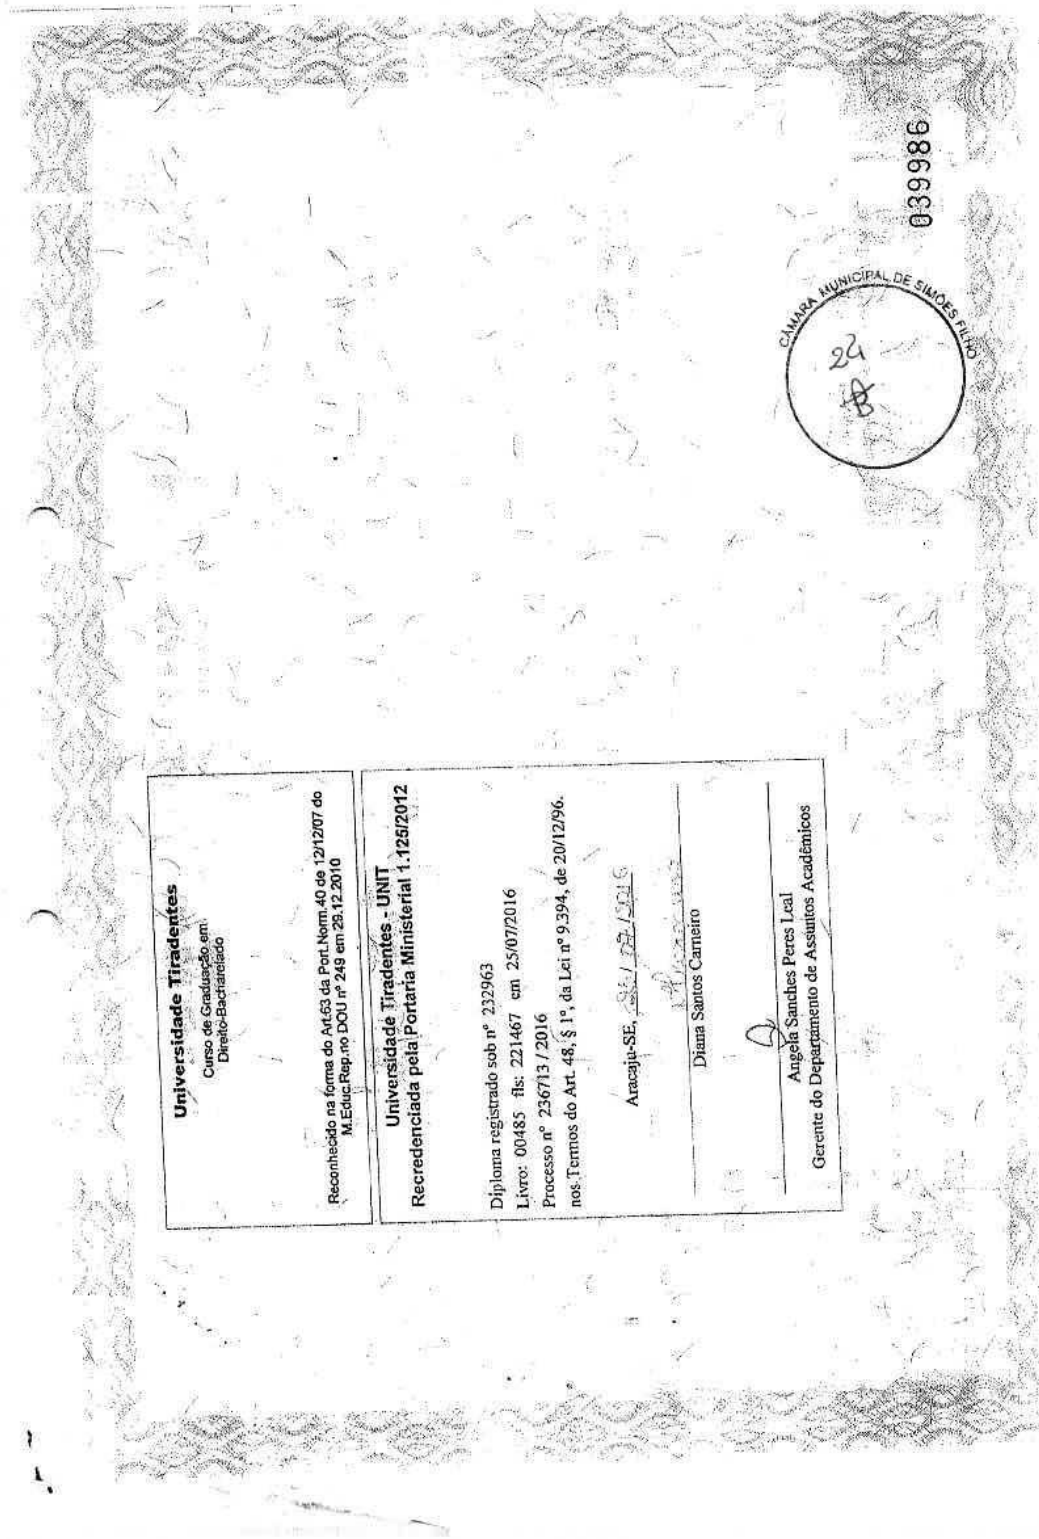 Universidade Tiradentes
Curso de Graduação em
Direito-Bacharelado
Reconhecido na forma do Art.63 da Port.Norm.40 de 12/12/07 do
M.Educ.Rep.no DOU nº 249 em 29.12.2010
Universidade Tiradentes - UNIT
Recredenciada pela Portaria Ministerial 1.125/2012
Diploma registrado sob nº 232963
Livro: 00485 fls: 221467 em 25/07/2016
Processo nº 236713 / 2016
nos Termos do Art. 48, § 1º, da Lei nº 9.394, de 20/12/96.
Aracaju-SE,
Diana Santos Carneiro
Angela Sanches Peres Leal
Gerente do Departamento de Assuntos Acadêmicos
CÂMARA MUNICIPAL DE SIMÕES FILHO
24
039986